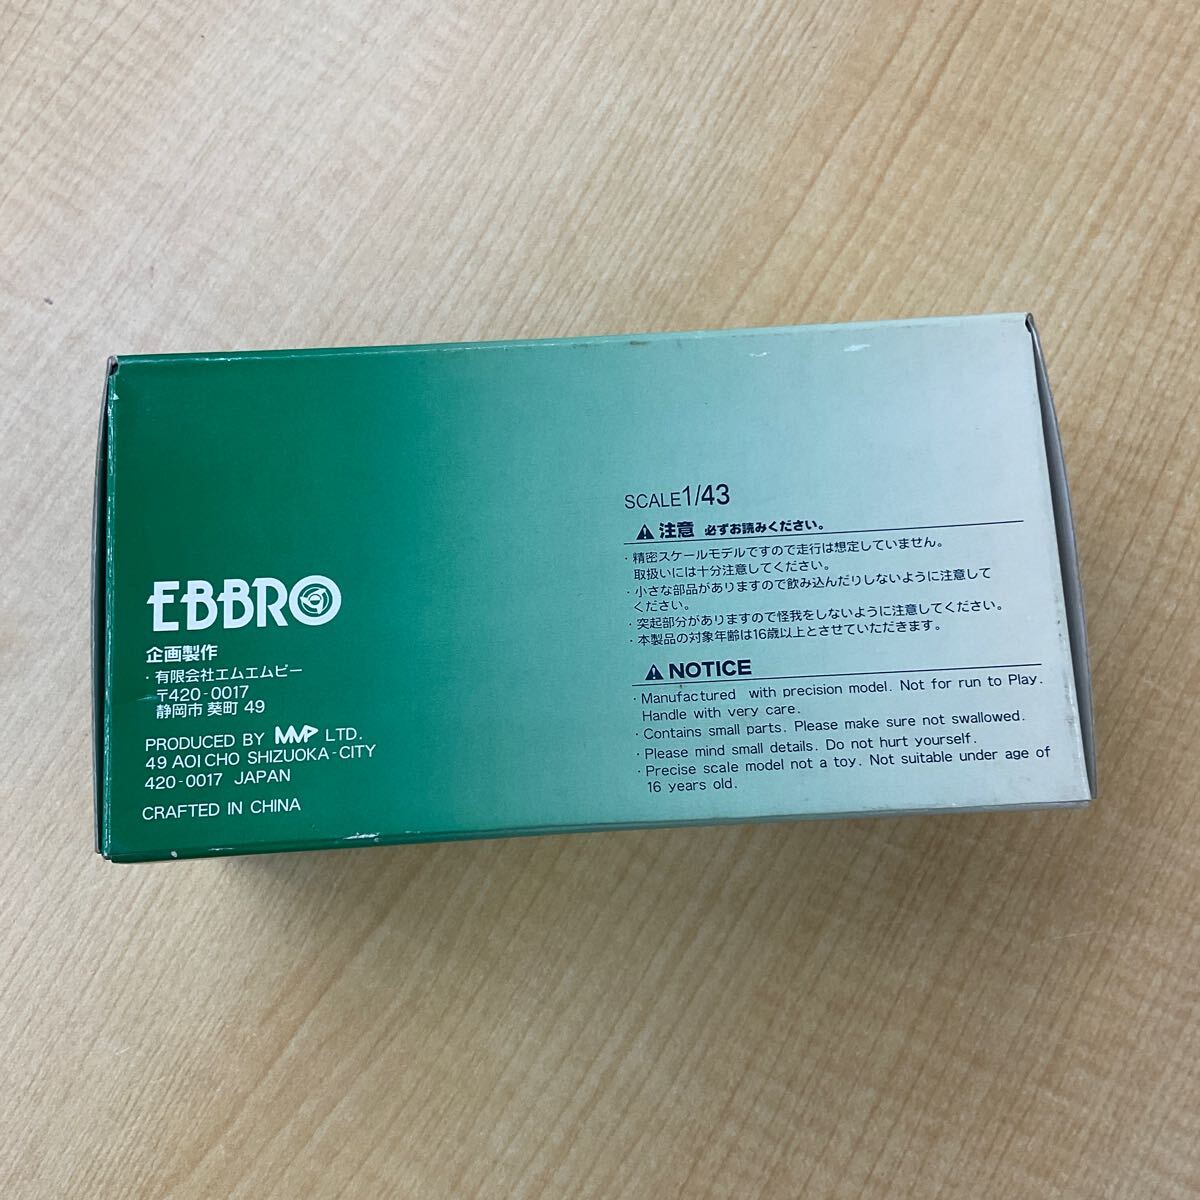 EBBRO
企画製作
・有限会社エムエムピー
〒420-0017
静岡市 葵町 49
PRODUCED BY MMP LTD.
49 AOI CHO SHIZUOKA-CITY
420-0017 JAPAN
CRAFTED IN CHINA
SCALE1/43
⚠注意 必ずお読みください。
・精密スケールモデルですので走行は想定していません。
取扱いには十分注意してください。
・小さな部品がありますので飲み込んだりしないように注意して
ください。
・突起部分がありますので怪我をしないように注意してください。
・本製品の対象年齢は16歳以上とさせていただきます。
⚠NOTICE
・Manufactured with precision model. Not for run to Play.
Handle with very care.
・Contains small parts. Please make sure not swallowed.
・Please mind small details. Do not hurt yourself.
・Precise scale model not a toy. Not suitable under age of
16 years old.